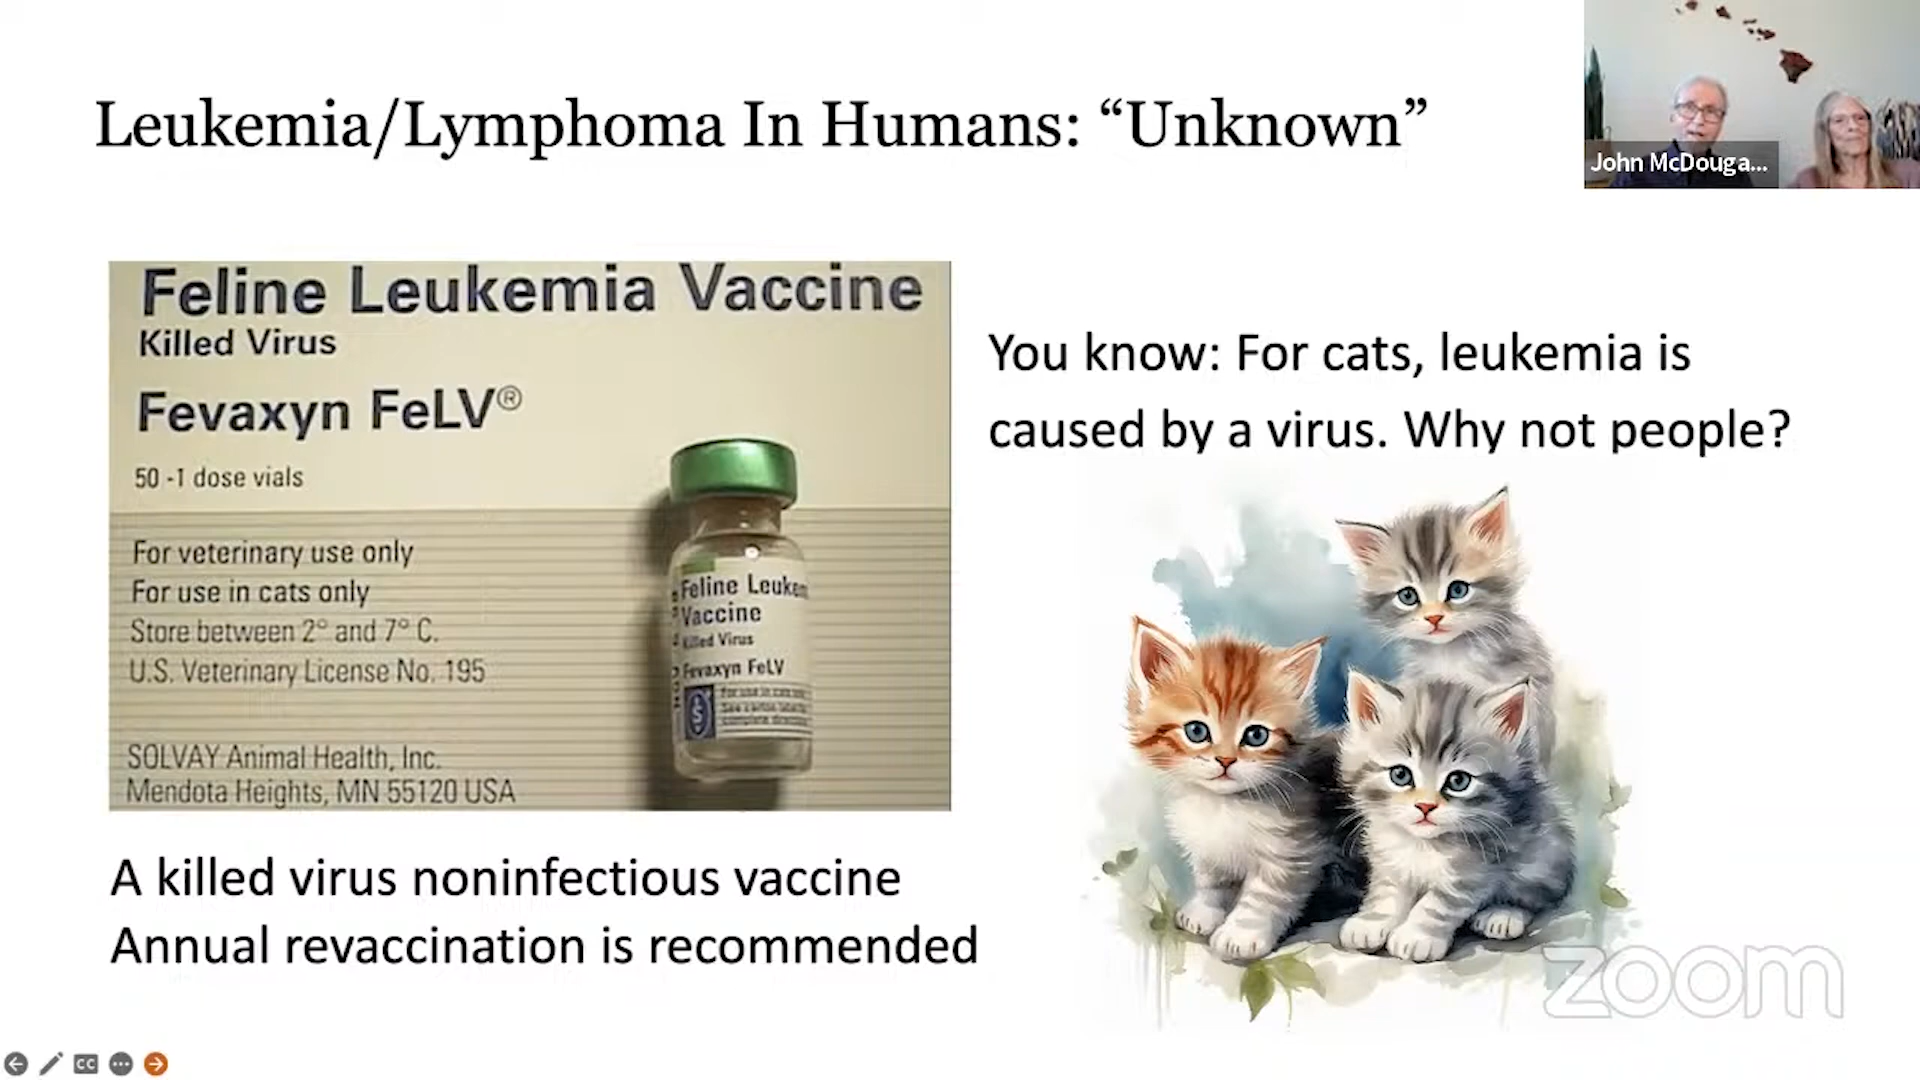 Leukemia/Lymphoma In Humans: “Unknown”
John McDouga...
Feline Leukemia Vaccine
Killed Virus
Fevaxyn FeLV®
50 -1 dose vials
For veterinary use only
For use in cats only
Store between 2° and 7° C.
U.S. Veterinary License No. 195
SOLVAY Animal Health, Inc.
Mendota Heights, MN 55120 USA
Feline Leukem
Vaccine
Killed Virus
Fevaxyn FeLV
You know: For cats, leukemia is
caused by a virus. Why not people?
A killed virus noninfectious vaccine
Annual revaccination is recommended
zoom
CC